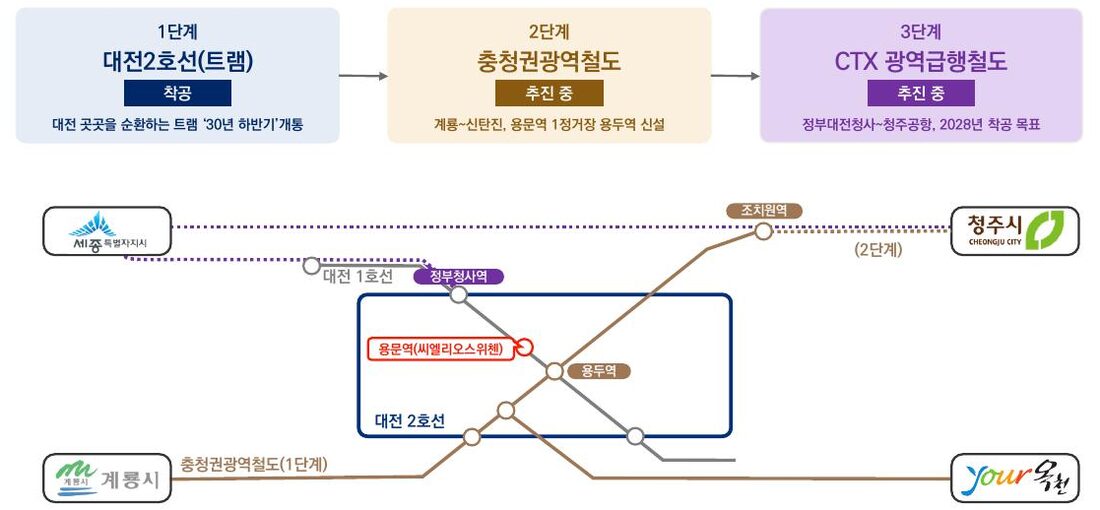 1단계
대전2호선(트램)
착공
대전 곳곳을 순환하는 트램 ‘30년 하반기’개통
2단계
충청권광역철도
추진 중
계룡~신탄진, 용문역 1정거장 용두역 신설
3단계
CTX 광역급행철도
추진 중
정부대전청사~청주공항, 2028년 착공 목표
세종특별자치시
조치원역
청주시
CHEONGJU CITY
(2단계)
대전 1호선
정부청사역
용문역(씨엘리오스위첸)
용두역
대전 2호선
계룡시
계룡시
충청권광역철도(1단계)
your옥천